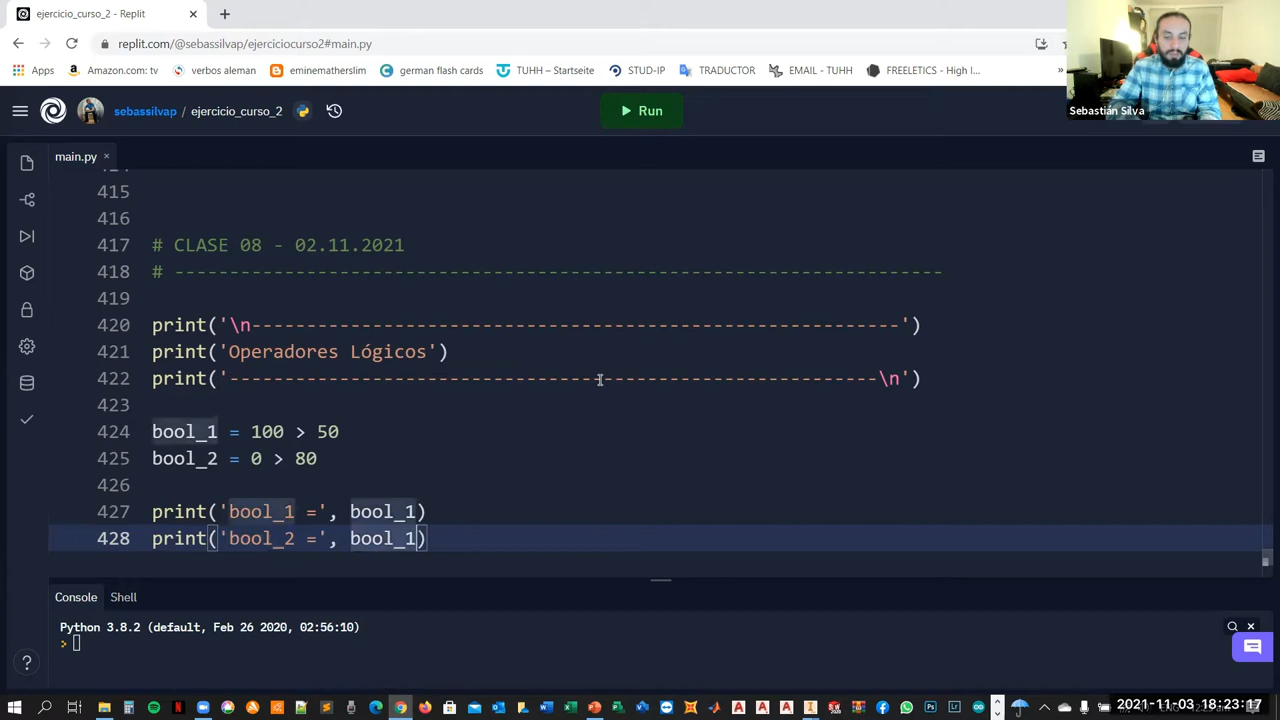 ejercicio_curso_2 - Replit
replit.com/@sebassilvap/ejerciciocurso2#main.py
Apps Amazon.com: tv verbos aleman eminematherslim german flash cards TUHH – Startseite STUD-IP TRADUCTOR EMAIL - TUHH FREELETICS - High I...
»
Sebastián Silva
sebassilvap / ejercicio_curso_2
Run
main.py
415
416
417 # CLASE 08 - 02.11.2021
418 # ----------------------------------------------------------------------
419
420 print('\n-----------------------------------------------------------')
421 print('Operadores Lógicos')
422 print('-----------------------------------------------------------\n')
423
424 bool_1 = 100 > 50
425 bool_2 = 0 > 80
426
427 print('bool_1 =', bool_1)
428 print('bool_2 =', bool_1)
Console Shell
Python 3.8.2 (default, Feb 26 2020, 02:56:10)
>
?
2021-11-03 18:23:17